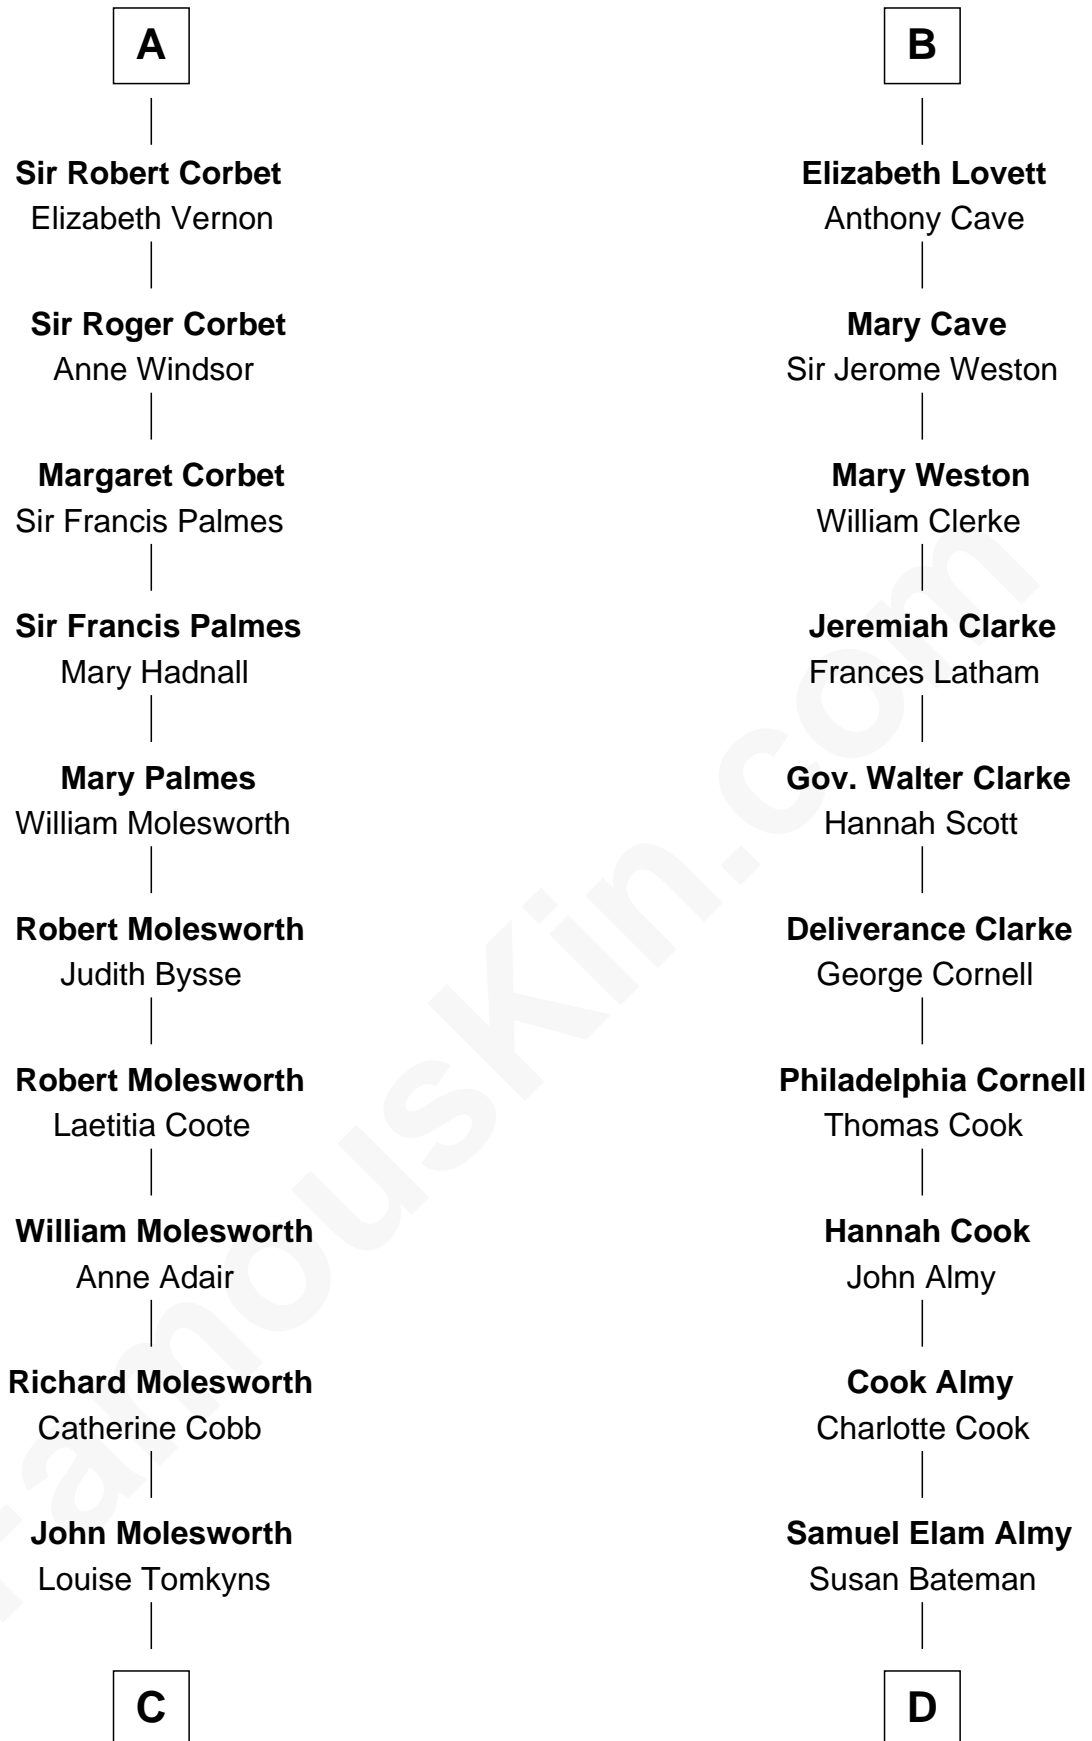 A
Sir Robert Corbet
Elizabeth Vernon
Sir Roger Corbet
Anne Windsor
Margaret Corbet
Sir Francis Palmes
Sir Francis Palmes
Mary Hadnall
Mary Palmes
William Molesworth
Robert Molesworth
Judith Bysse
Robert Molesworth
Laetitia Coote
William Molesworth
Anne Adair
Richard Molesworth
Catherine Cobb
John Molesworth
Louise Tomkyns
C
B
Elizabeth Lovett
Anthony Cave
Mary Cave
Sir Jerome Weston
Mary Weston
William Clerke
Jeremiah Clarke
Frances Latham
Gov. Walter Clarke
Hannah Scott
Deliverance Clarke
George Cornell
Philadelphia Cornell
Thomas Cook
Hannah Cook
John Almy
Cook Almy
Charlotte Cook
Samuel Elam Almy
Susan Bateman
D
FamousKin.com